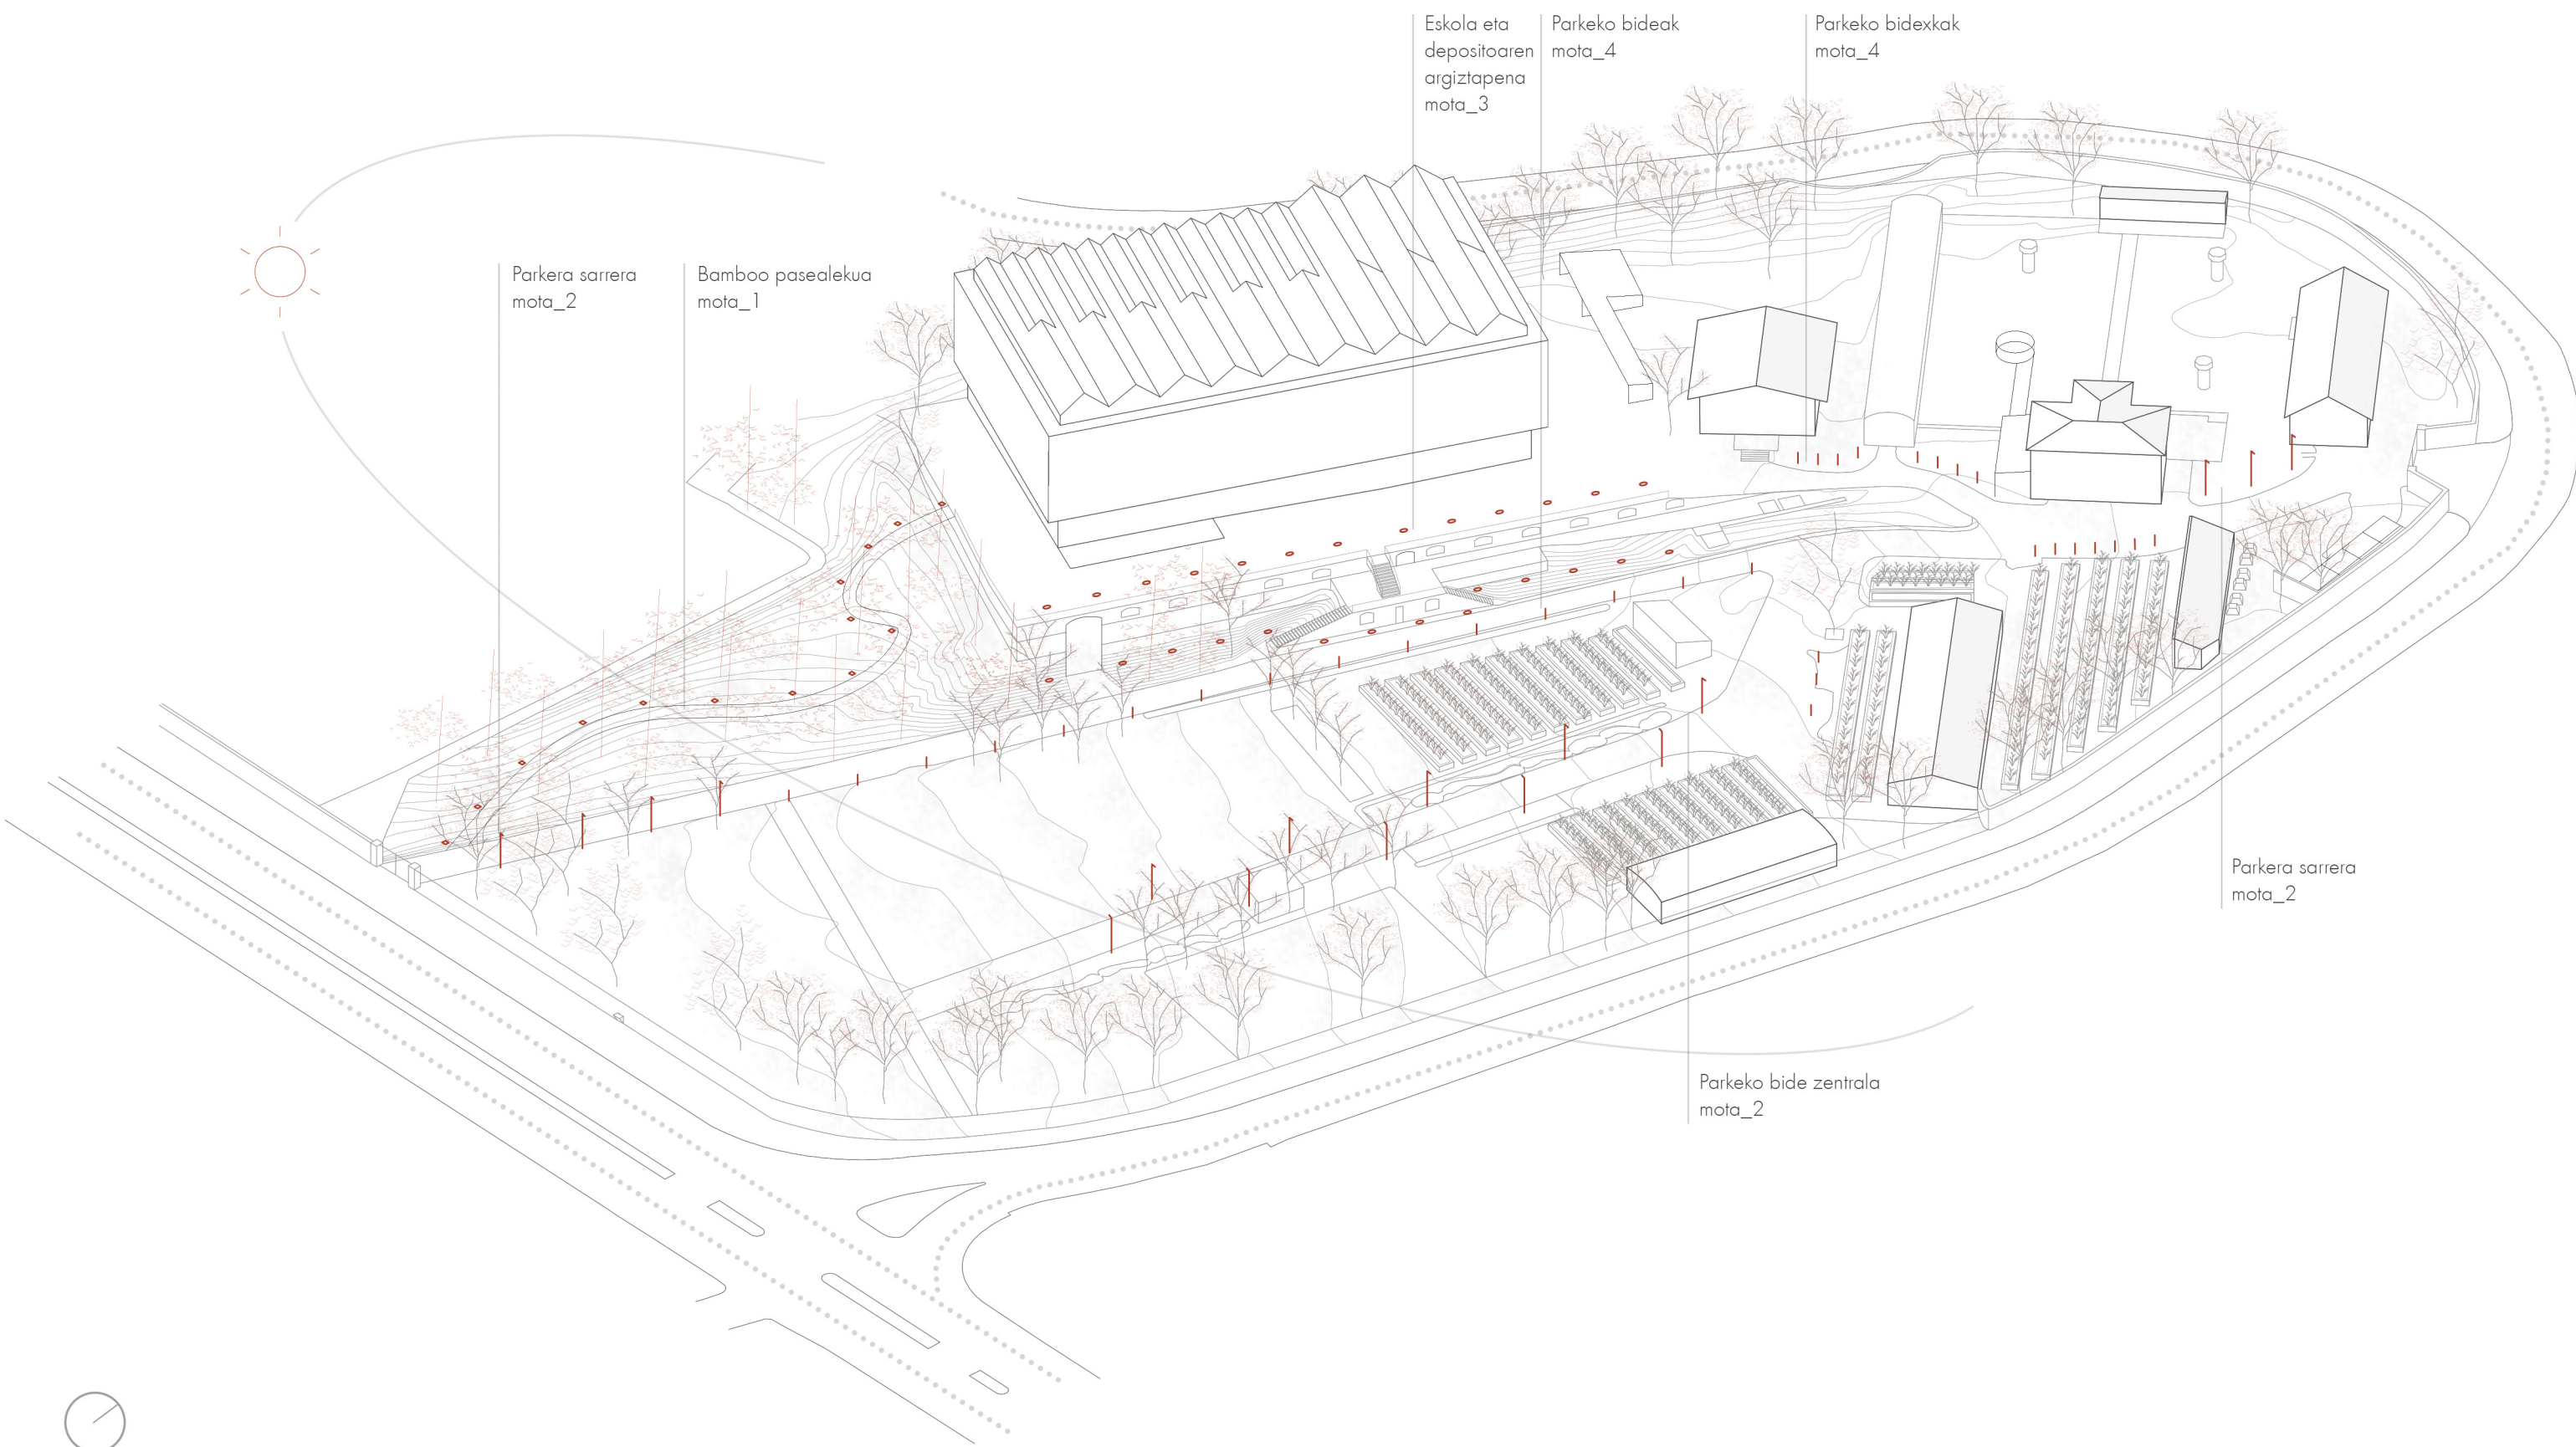 Eskola eta
depositoaren
argiztapena
mota_3
Parkeko bideak
mota_4
Parkeko bidexkak
mota_4
Parkera sarrera
mota_2
Bamboo pasealekua
mota_1
Parkera sarrera
mota_2
Parkeko bide zentrala
mota_2